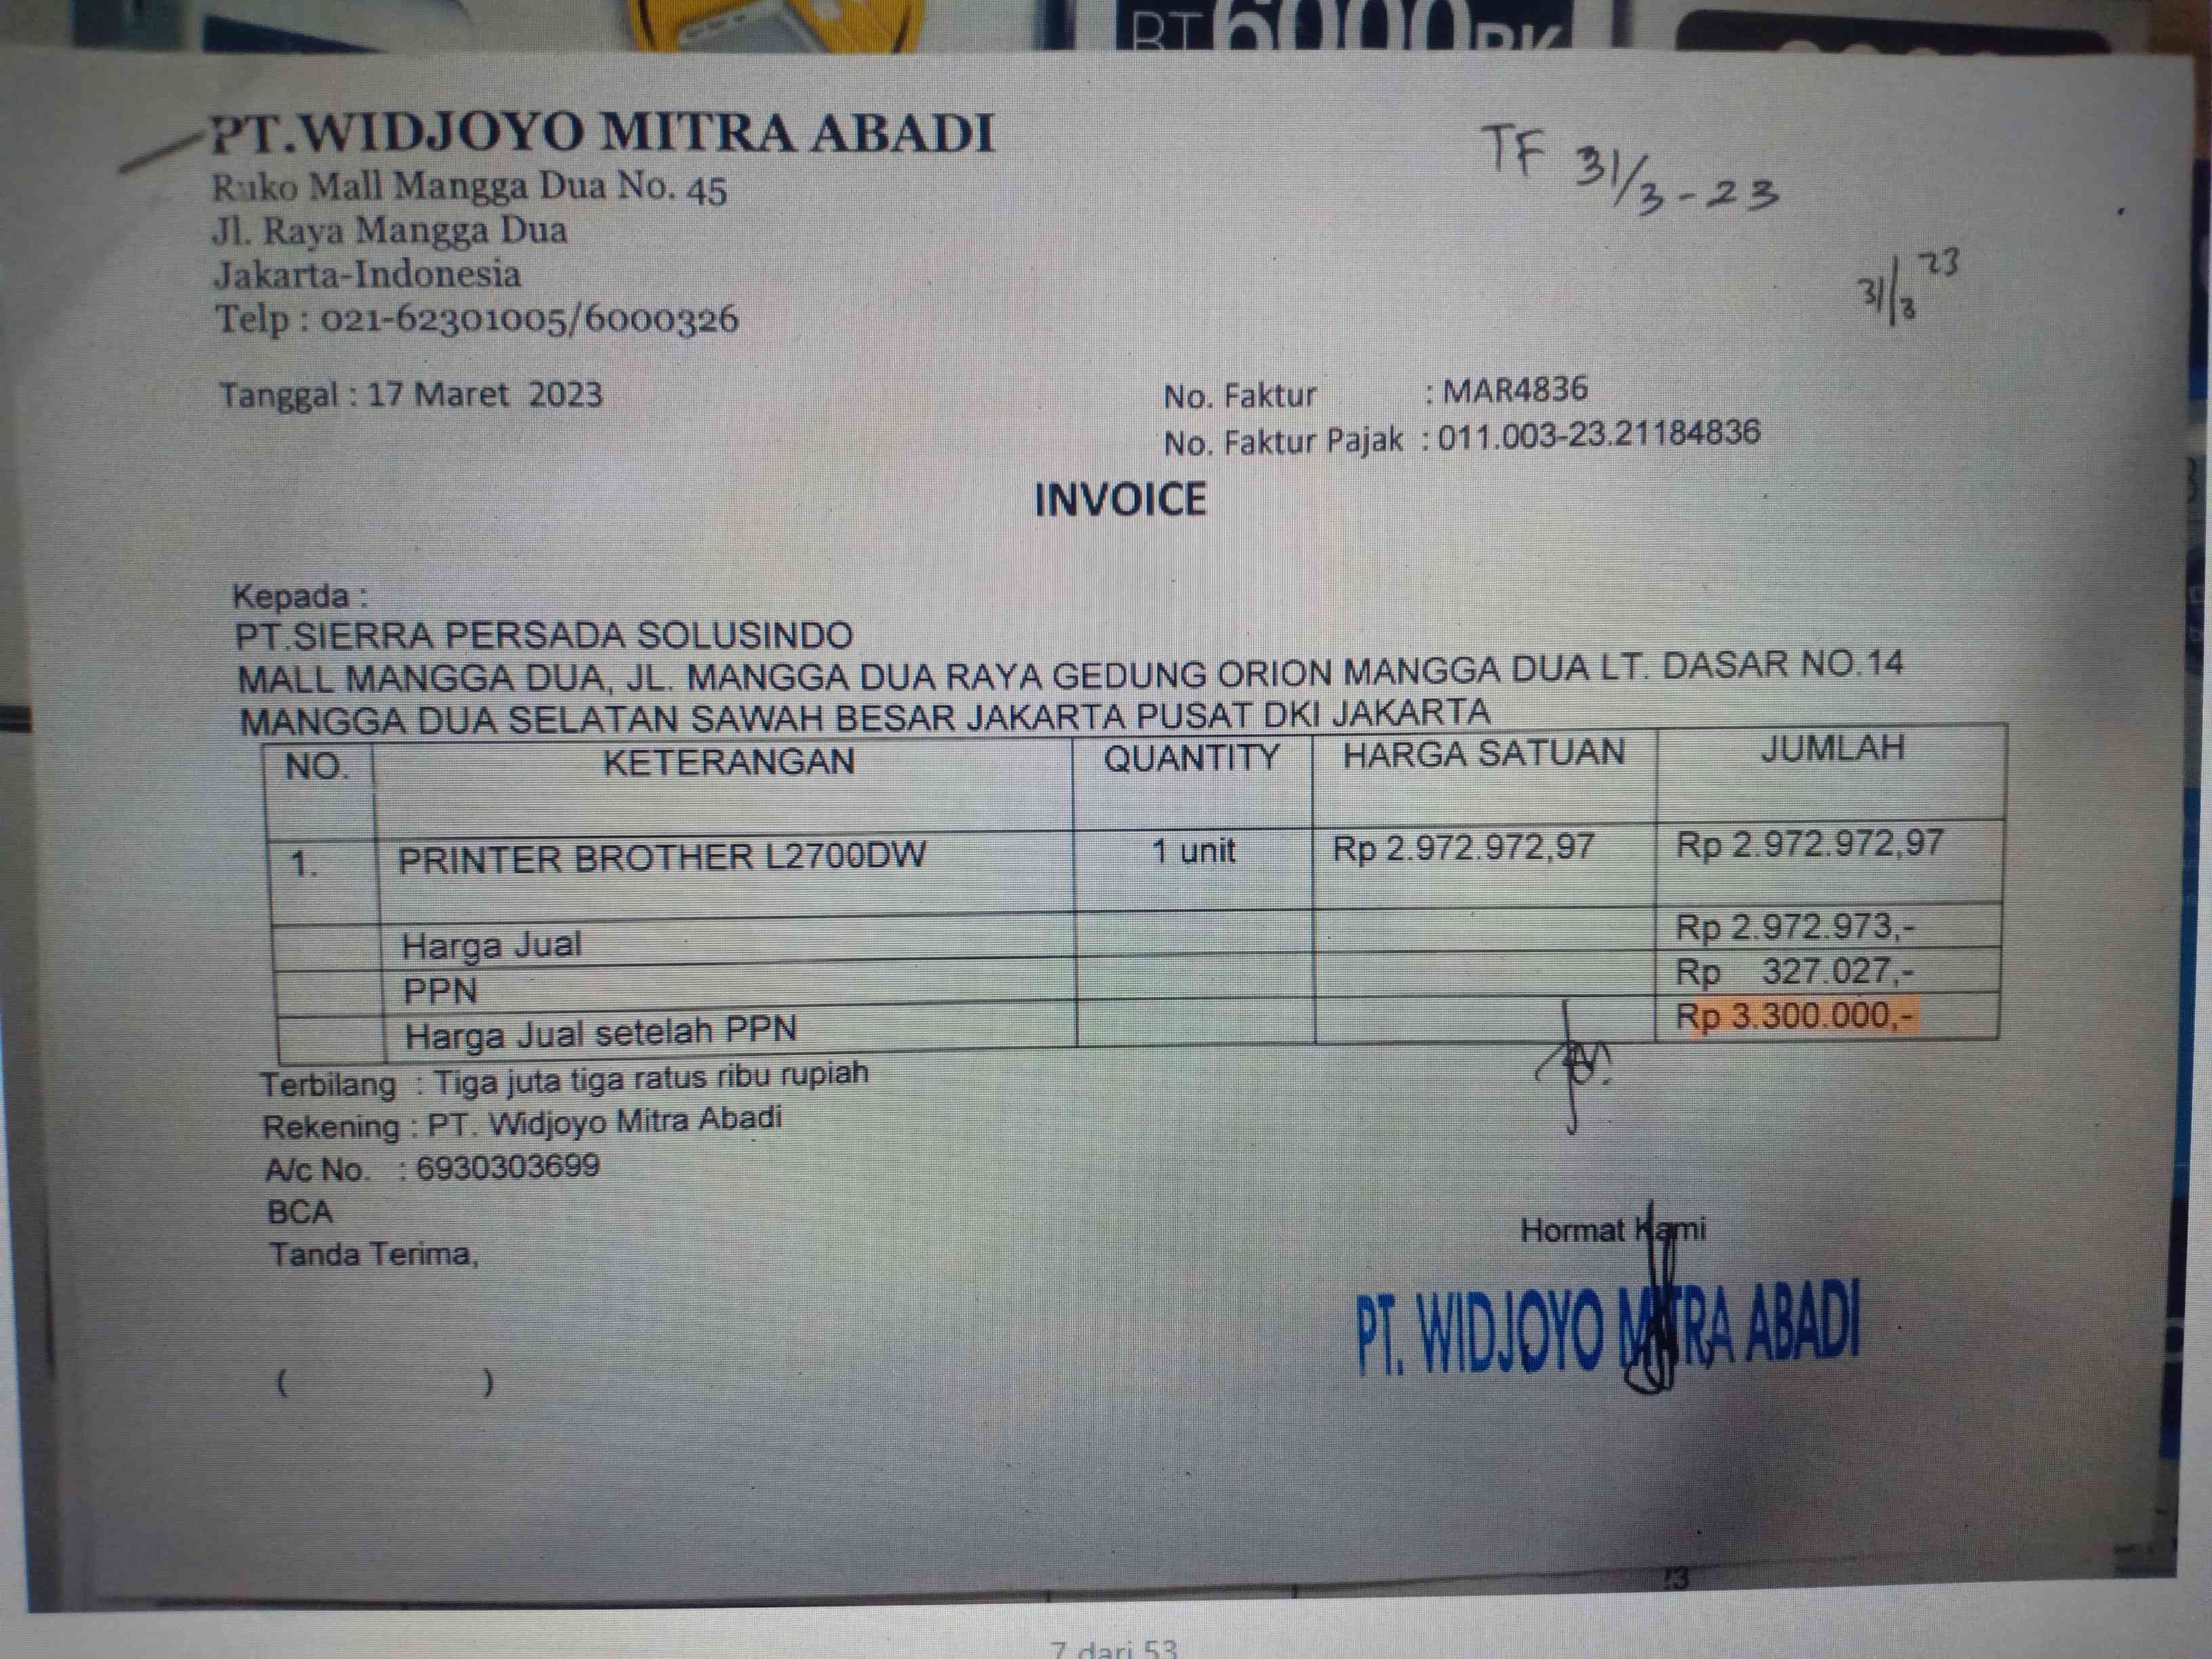 RT6000PK
PT.WIDJOYO MITRA ABADI
Ruko Mall Mangga Dua No. 45
Jl. Raya Mangga Dua
Jakarta-Indonesia
Telp : 021-62301005/6000326
TF 31/3-23
31/3 23
Tanggal : 17 Maret 2023
No. Faktur : MAR4836
No. Faktur Pajak : 011.003-23.21184836
INVOICE
Kepada :
PT.SIERRA PERSADA SOLUSINDO
MALL MANGGA DUA, JL. MANGGA DUA RAYA GEDUNG ORION MANGGA DUA LT. DASAR NO.14
MANGGA DUA SELATAN SAWAH BESAR JAKARTA PUSAT DKI JAKARTA
NO. KETERANGAN QUANTITY HARGA SATUAN JUMLAH
1. PRINTER BROTHER L2700DW 1 unit Rp 2.972.972,97 Rp 2.972.972,97
Harga Jual Rp 2.972.973,-
PPN Rp 327.027,-
Harga Jual setelah PPN Rp 3.300.000,-
Terbilang : Tiga juta tiga ratus ribu rupiah
Rekening : PT. Widjoyo Mitra Abadi
A/c No. : 6930303699
BCA
Tanda Terima,
Hormat Kami
PT. WIDJOYO MITRA ABADI
( )
7 dari 53